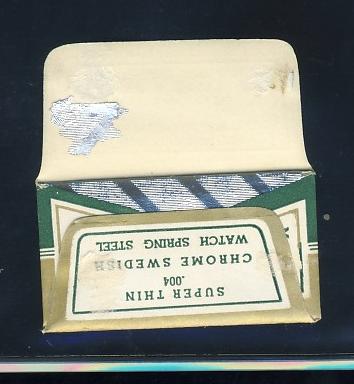 SUPER THIN
.004
CHROME SWEDISH
WATCH SPRING STEEL